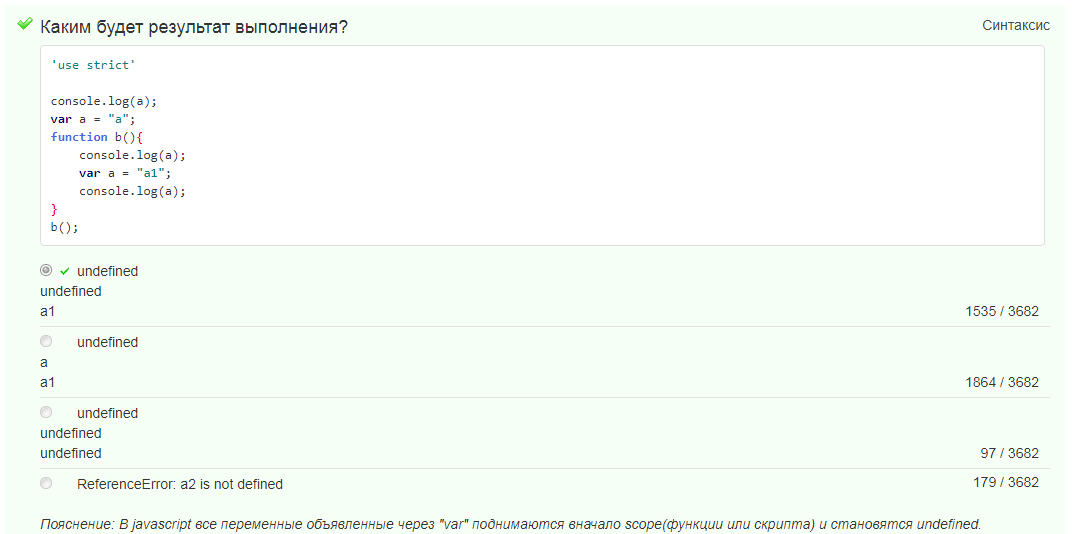 Каким будет результат выполнения?
Синтаксис
'use strict'
console.log(a);
var a = "a";
function b(){
console.log(a);
var a = "a1";
console.log(a);
}
b();
undefined
undefined
a1
1535 / 3682
undefined
a
a1
1864 / 3682
undefined
undefined
undefined
97 / 3682
ReferenceError: a2 is not defined
179 / 3682
Пояснение: В javascript все переменные объявленные через "var" поднимаются вначало scope(функции или скрипта) и становятся undefined.